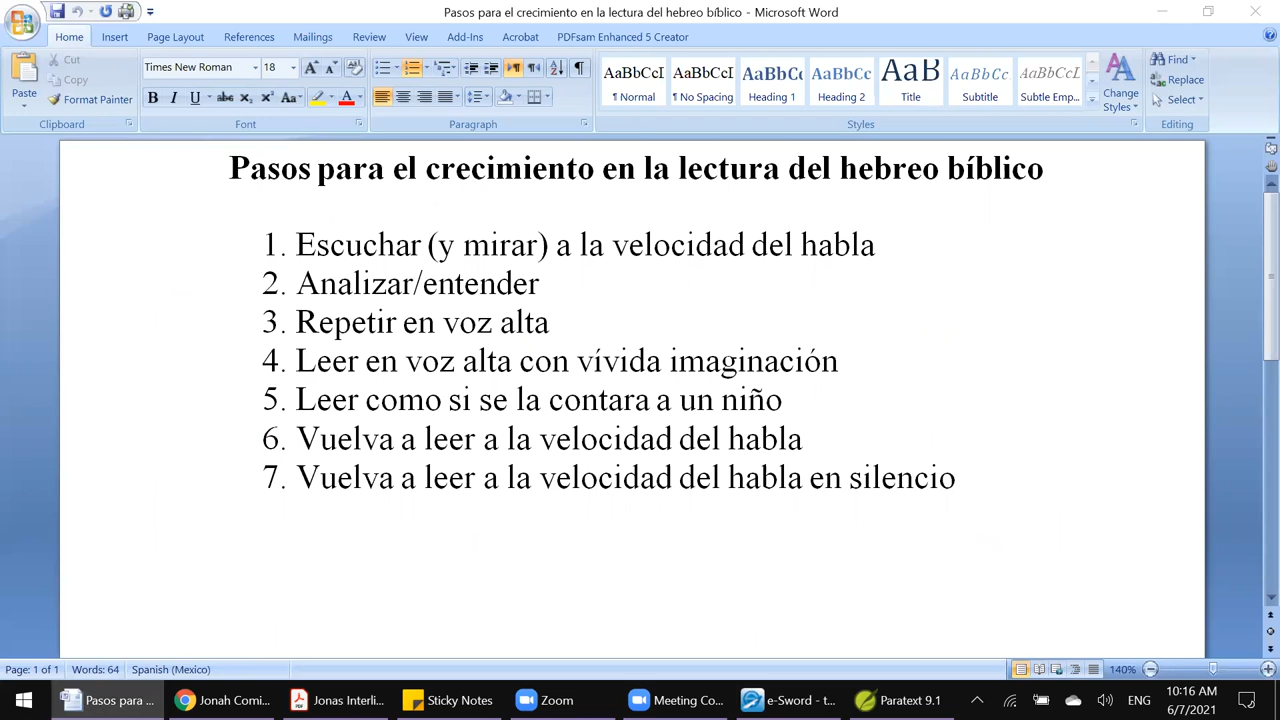 Pasos para el crecimiento en la lectura del hebreo bíblico - Microsoft Word
Home Insert Page Layout References Mailings Review View Add-Ins Acrobat PDFsam Enhanced 5 Creator
Paste
Cut
Copy
Format Painter
Clipboard
Times New Roman 18
B I U abc x₂ x² Aa
Font
Paragraph
AaBbCcI AaBbCcI AaBbCc AaBbCc AaB AaBbCc AaBbCc
¶ Normal ¶ No Spacing Heading 1 Heading 2 Title Subtitle Subtle Emp...
Change Styles
Styles
Find
Replace
Select
Editing
Pasos para el crecimiento en la lectura del hebreo bíblico
1. Escuchar (y mirar) a la velocidad del habla
2. Analizar/entender
3. Repetir en voz alta
4. Leer en voz alta con vívida imaginación
5. Leer como si se la contara a un niño
6. Vuelva a leer a la velocidad del habla
7. Vuelva a leer a la velocidad del habla en silencio
Page: 1 of 1 Words: 64 Spanish (Mexico) 140%
Pasos para ... Jonah Comi... Jonas Interli... Sticky Notes Zoom Meeting Co... e-Sword - t... Paratext 9.1 ENG 10:16 AM
6/7/2021